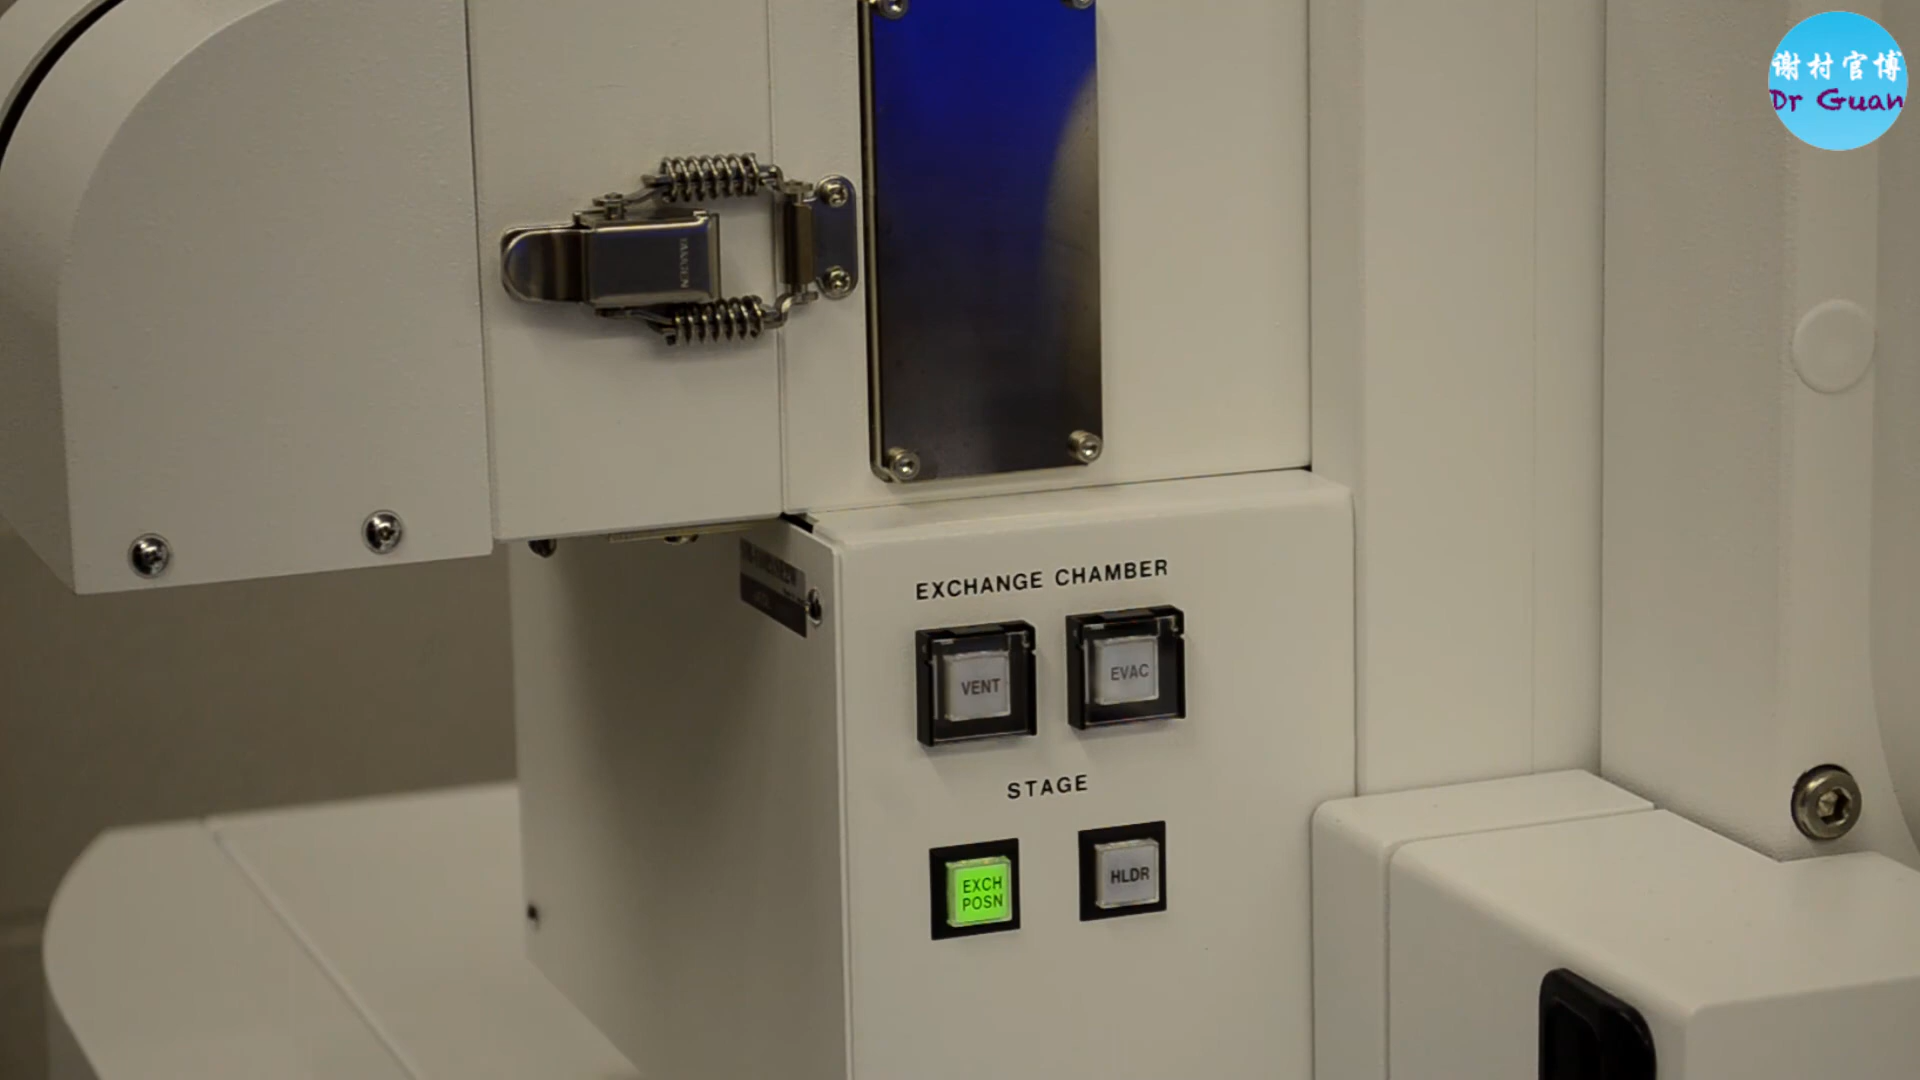 谢村官博
Dr Guan
EXCHANGE CHAMBER
VENT
EVAC
STAGE
EXCH
POSN
HLDR